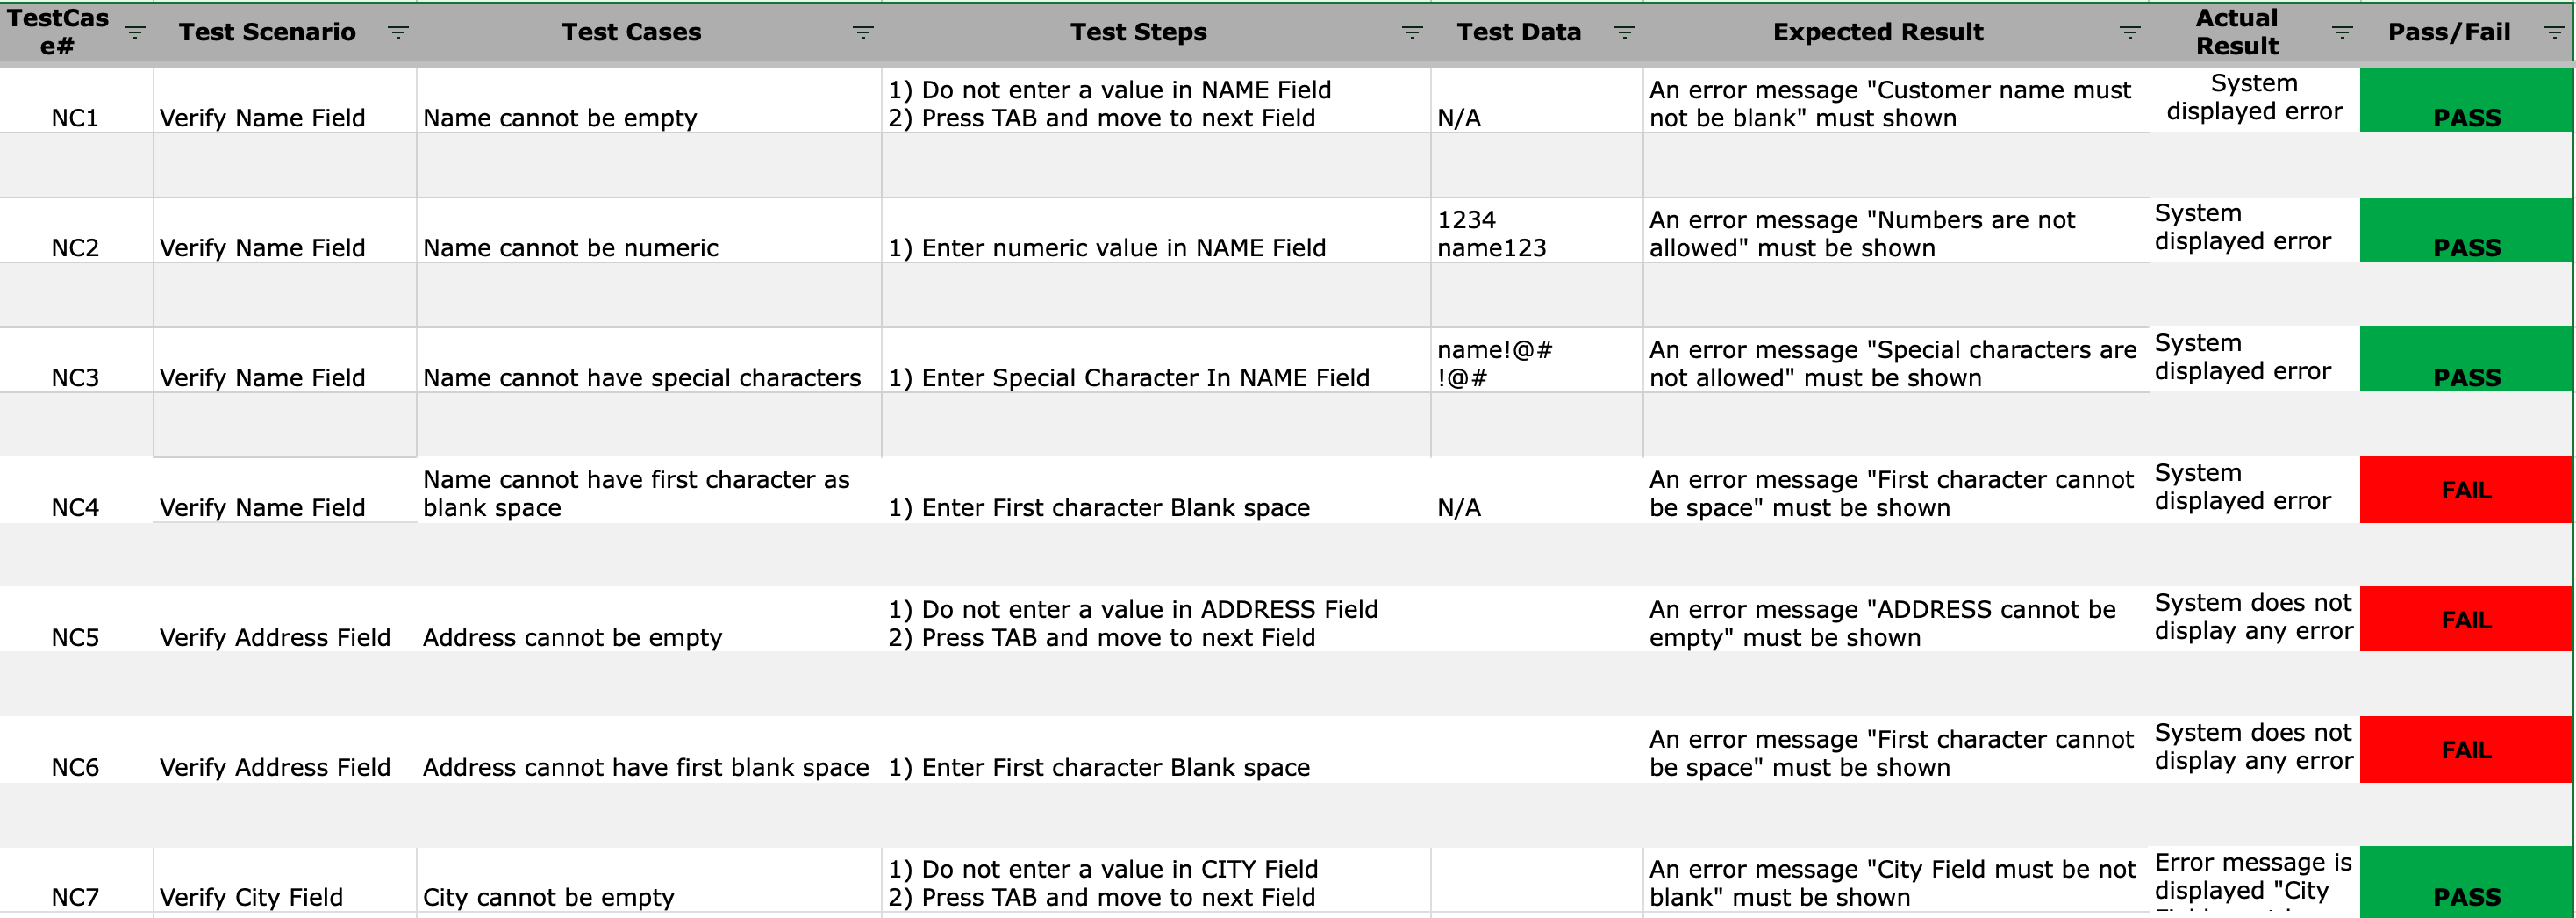 TestCas
e#
Test Scenario
Test Cases
Test Steps
Test Data
Expected Result
Actual
Result
Pass/Fail
NC1
Verify Name Field
Name cannot be empty
1) Do not enter a value in NAME Field
2) Press TAB and move to next Field
N/A
An error message "Customer name must
not be blank" must shown
System
displayed error
PASS
NC2
Verify Name Field
Name cannot be numeric
1) Enter numeric value in NAME Field
1234
name123
An error message "Numbers are not
allowed" must be shown
System
displayed error
PASS
NC3
Verify Name Field
Name cannot have special characters
1) Enter Special Character In NAME Field
name!@#
!@#
An error message "Special characters are
not allowed" must be shown
System
displayed error
PASS
NC4
Verify Name Field
Name cannot have first character as
blank space
1) Enter First character Blank space
N/A
An error message "First character cannot
be space" must be shown
System
displayed error
FAIL
NC5
Verify Address Field
Address cannot be empty
1) Do not enter a value in ADDRESS Field
2) Press TAB and move to next Field
An error message "ADDRESS cannot be
empty" must be shown
System does not
display any error
FAIL
NC6
Verify Address Field
Address cannot have first blank space
1) Enter First character Blank space
An error message "First character cannot
be space" must be shown
System does not
display any error
FAIL
NC7
Verify City Field
City cannot be empty
1) Do not enter a value in CITY Field
2) Press TAB and move to next Field
An error message "City Field must be not
blank" must be shown
Error message is
displayed "City
PASS